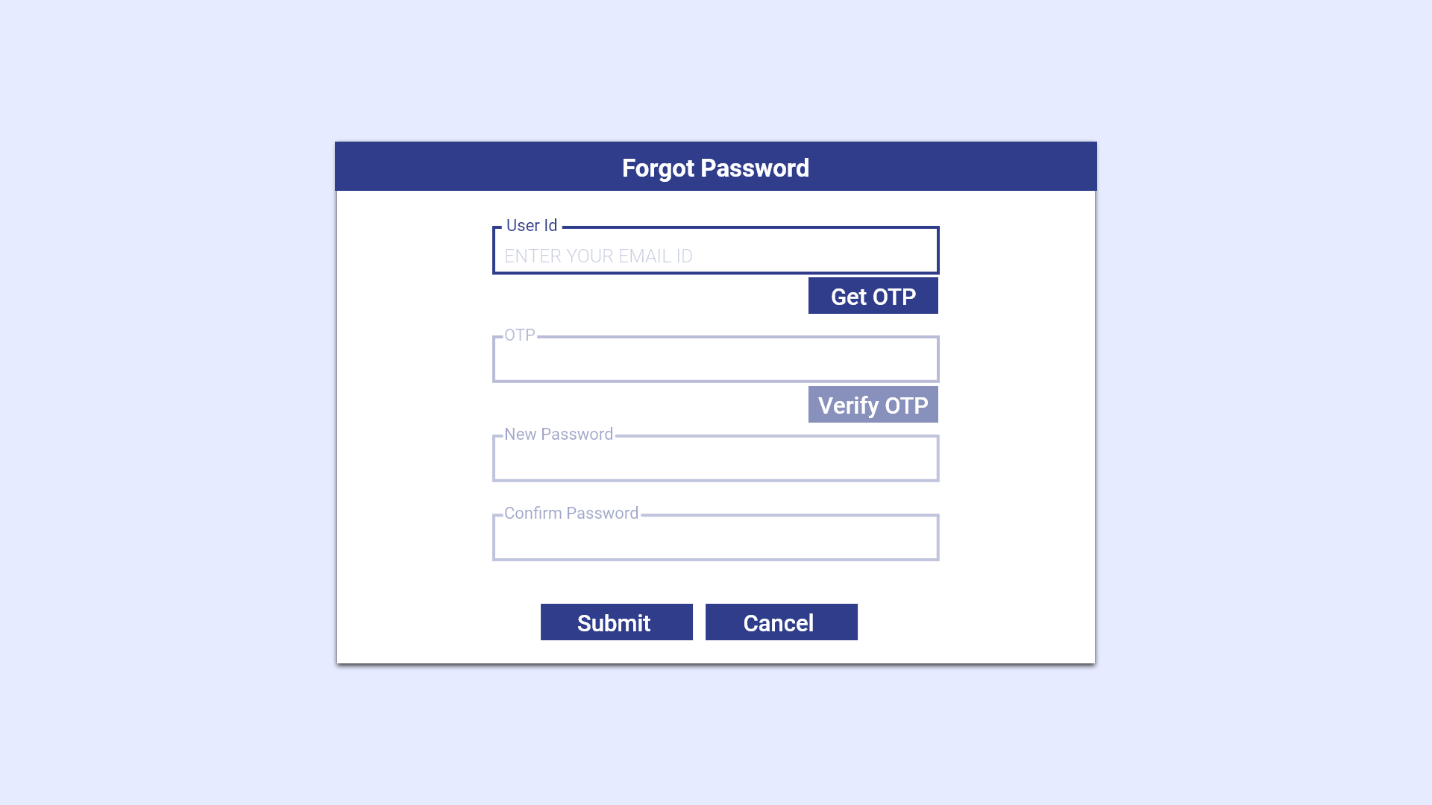 Forgot Password
User Id
ENTER YOUR EMAIL ID
Get OTP
OTP
Verify OTP
New Password
Confirm Password
Submit Cancel